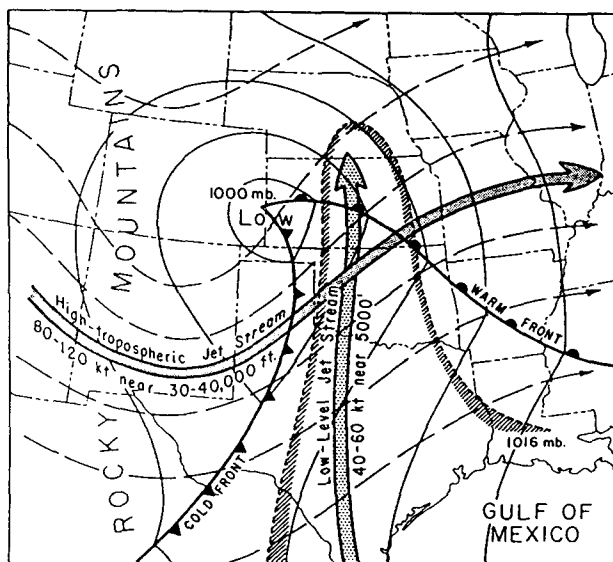 ROCKY MOUNTAINS
1000 mb.
Low
High-tropospheric Jet Stream
80-120 kt near 30-40,000 ft.
Low-Level Jet Stream
40-60 kt near 5000'
WARM FRONT
COLD FRONT
1016 mb.
GULF OF
MEXICO